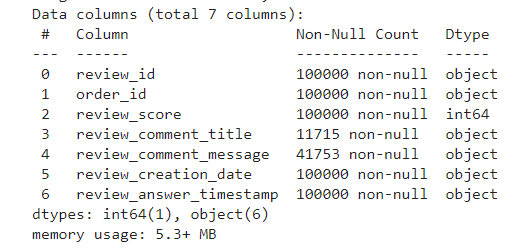 Data columns (total 7 columns):
 #   Column                   Non-Null Count   Dtype
---  ------                   --------------   -----
 0   review_id                100000 non-null  object
 1   order_id                 100000 non-null  object
 2   review_score             100000 non-null  int64
 3   review_comment_title     11715 non-null   object
 4   review_comment_message   41753 non-null   object
 5   review_creation_date     100000 non-null  object
 6   review_answer_timestamp  100000 non-null  object
dtypes: int64(1), object(6)
memory usage: 5.3+ MB